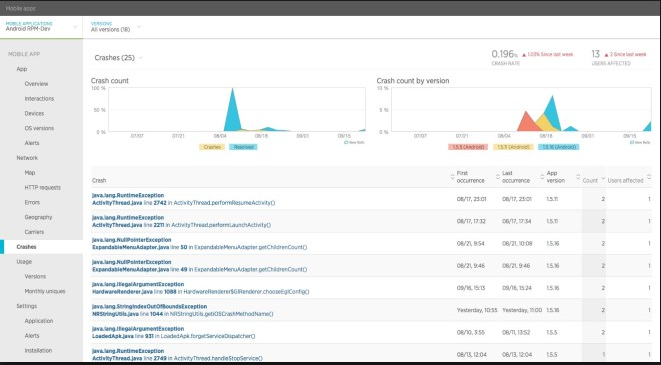 Mobile apps
MOBILE APPLICATIONS
Android RPM-Dev
VERSIONS
All versions (18)
MOBILE APP
App
Overview
Interactions
Devices
OS versions
Alerts
Network
Map
HTTP requests
Errors
Geography
Carriers
Crashes
Usage
Versions
Monthly uniques
Settings
Application
Alerts
Installation
Crashes (25)
0.196%
CRASH RATE
▲ 1.03% Since last week
13
USERS AFFECTED
▲ 2 Since last week
Crash count
100 %
50 %
0 %
07/07 07/21 08/04 08/18 09/01 09/15
Crashes Resolved
Crash count by version
10 %
5 %
0 %
07/07 07/21 08/04 08/18 09/01 09/15
1.5.5 (Android) 1.5.11 (Android) 1.5.16 (Android)
Crash First occurrence Last occurrence App version Count Users affected
java.lang.RuntimeException
ActivityThread.java line 2742 in ActivityThread.performResumeActivity()
08/17, 23:01 08/17, 23:01 1.5.11 2 1
java.lang.RuntimeException
ActivityThread.java line 2211 in ActivityThread.performLaunchActivity()
08/17, 17:32 08/17, 17:34 1.5.11 2 1
java.lang.NullPointerException
ExpandableMenuAdapter.java line 50 in ExpandableMenuAdapter.getChildrenCount()
08/21, 9:54 08/21, 10:08 1.5.16 2 1
java.lang.NullPointerException
ExpandableMenuAdapter.java line 49 in ExpandableMenuAdapter.getChildrenCount()
08/21, 9:46 08/21, 9:46 1.5.16 2 1
java.lang.IllegalArgumentException
HardwareRenderer.java line 1088 in HardwareRenderer$GlRenderer.chooseEglConfig()
09/16, 15:13 09/16, 15:24 1.5.16 2 1
java.lang.StringIndexOutOfBoundsException
NRStringUtils.java line 1044 in NRStringUtils.getiOSCrashMethodName()
Yesterday, 10:55 Yesterday, 11:00 1.5.16 2 1
java.lang.IllegalArgumentException
LoadedApk.java line 931 in LoadedApk.forgetServiceDispatcher()
08/10, 3:55 08/11, 13:52 1.5.5 2 1
java.lang.RuntimeException
ActivityThread.java line 2749 in ActivityThread.handleStopService()
08/13, 12:04 08/13, 12:04 1.5.5 1 1